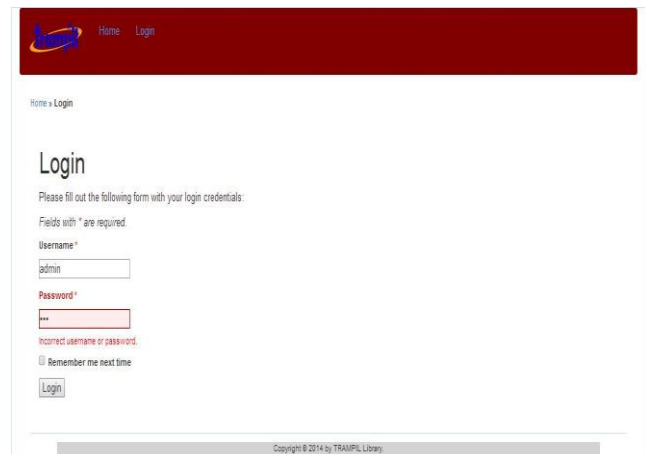 trampil
Home Login
Home » Login
Login
Please fill out the following form with your login credentials:
Fields with * are required.
Username *
admin
Password *
•••
Incorrect username or password.
Remember me next time
Login
Copyright © 2014 by TRAMPIL Library.